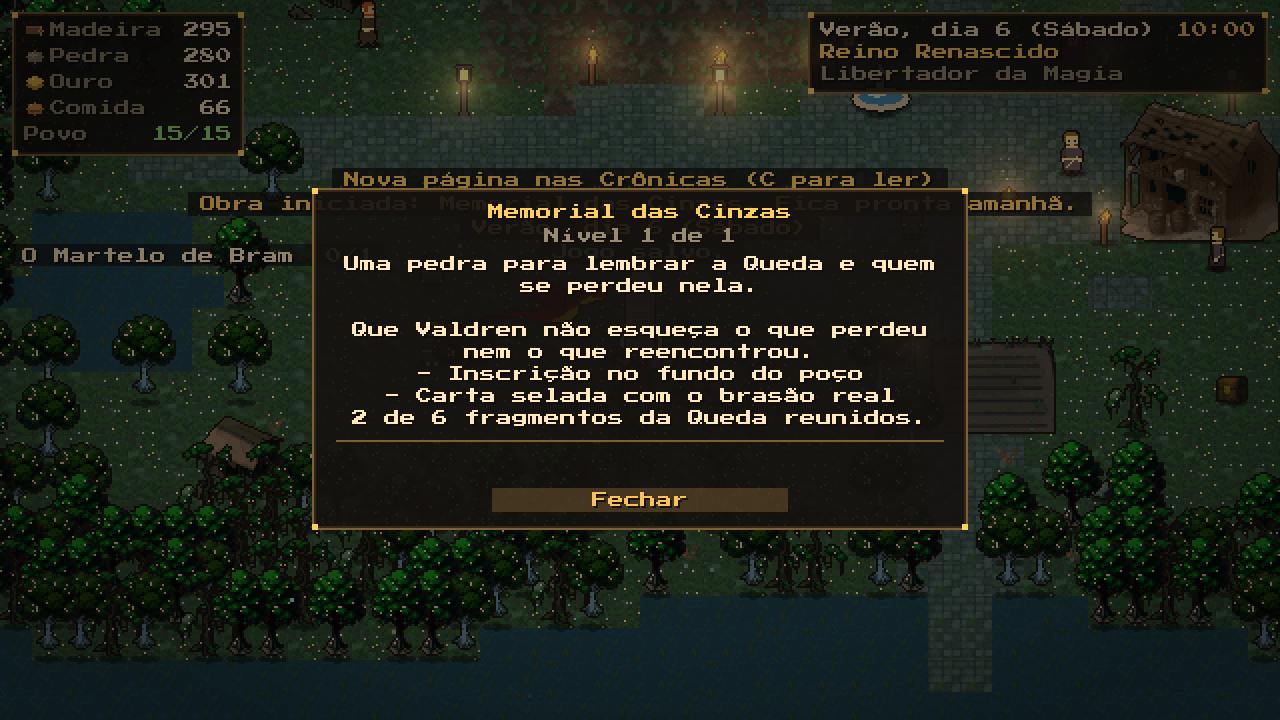 Madeira 295
Pedra 280
Ouro 301
Comida 66
Povo 15/15
Verão, dia 6 (Sábado) 10:00
Reino Renascido
Libertador da Magia
Nova página nas Crônicas (C para ler)
Obra iniciada: Memorial das Cinzas. Fica pronta amanhã.
O Martelo de Bram
Memorial das Cinzas
Nível 1 de 1
Uma pedra para lembrar a Queda e quem
se perdeu nela.
Que Valdren não esqueça o que perdeu
nem o que reencontrou.
- Inscrição no fundo do poço
- Carta selada com o brasão real
2 de 6 fragmentos da Queda reunidos.
Fechar